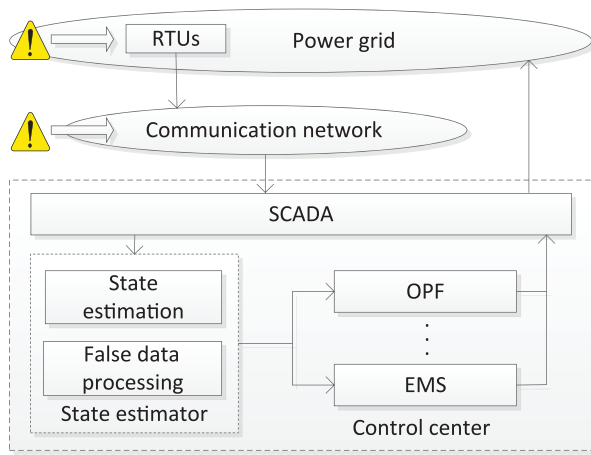 RTUs
Power grid
Communication network
SCADA
State
estimation
False data
processing
State estimator
OPF
EMS
Control center